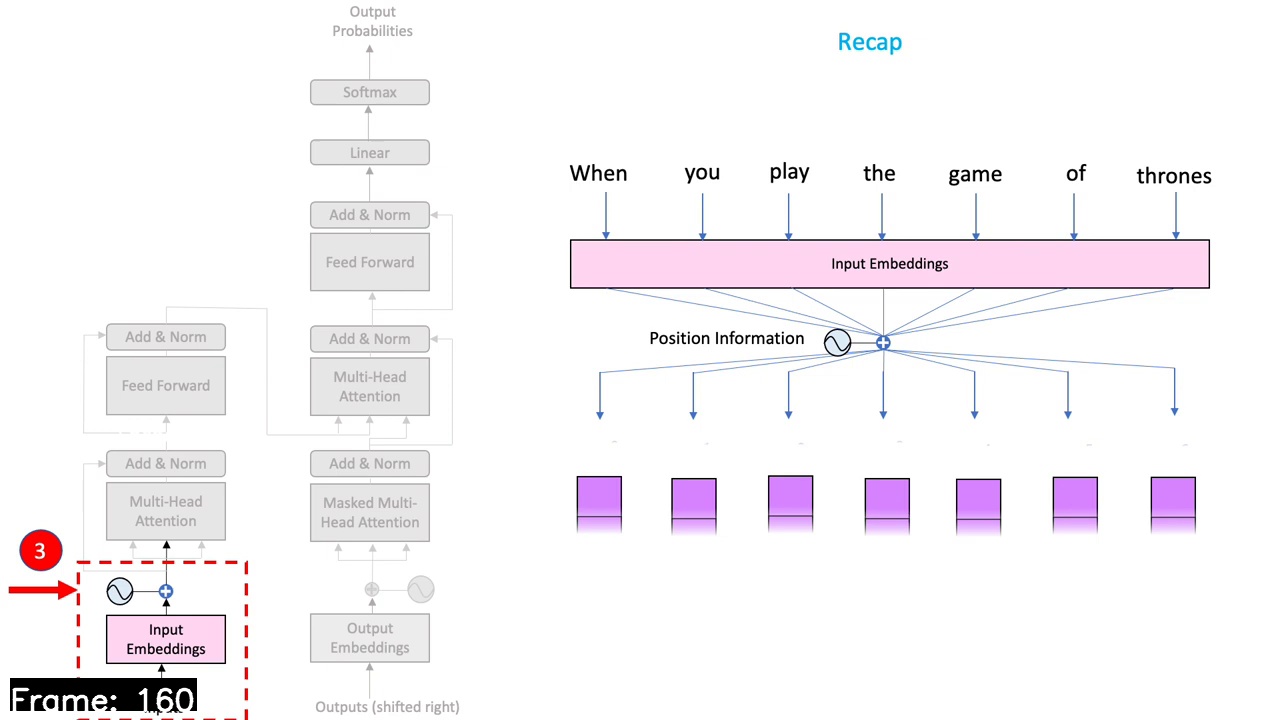 Output
Probabilities
Softmax
Linear
Add & Norm
Feed Forward
Add & Norm
Multi-Head
Attention
Add & Norm
Masked Multi-
Head Attention
Output
Embeddings
Outputs (shifted right)
Add & Norm
Feed Forward
Add & Norm
Multi-Head
Attention
3
Input
Embeddings
Frame: 160
Recap
When you play the game of thrones
Input Embeddings
Position Information